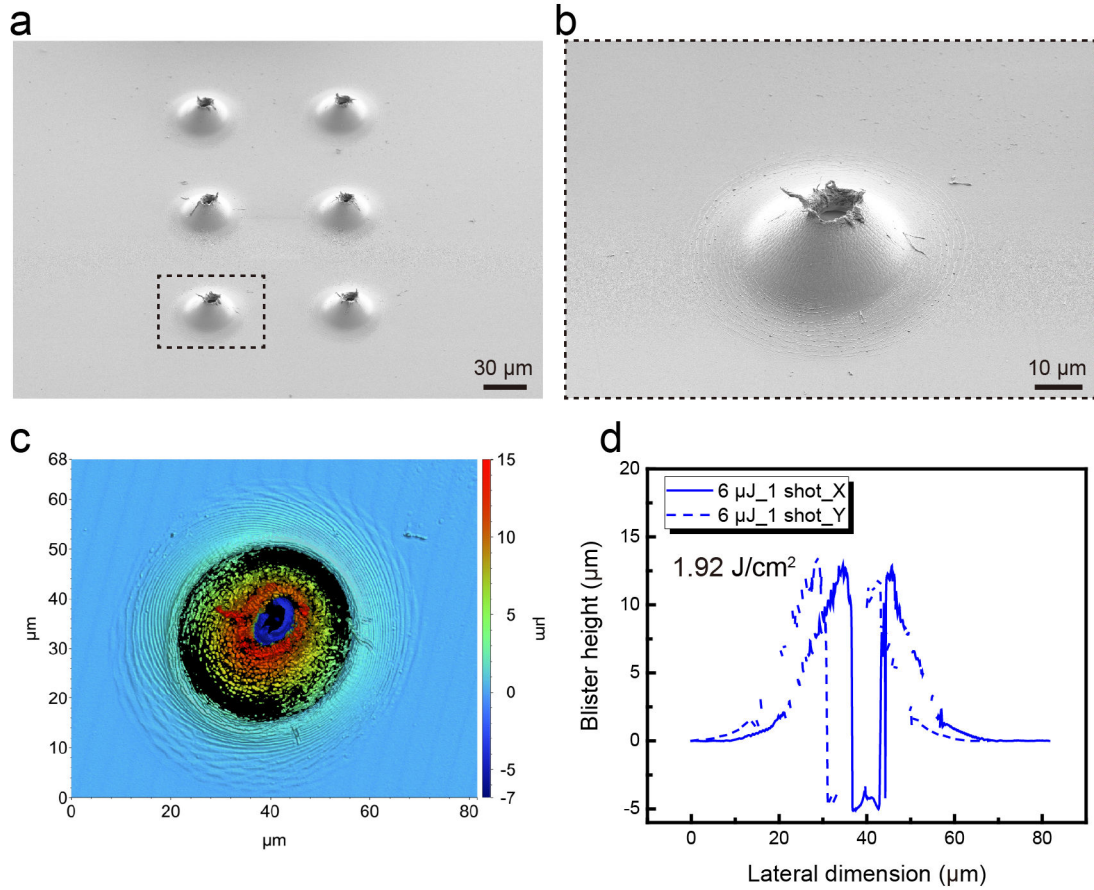 a
b
30 µm
10 µm
c
d
68
60
50
40
30
20
10
0
µm
0
20
40
60
80
µm
15
10
5
0
-5
-7
µm
20
15
10
5
0
-5
Blister height (µm)
6 µJ_1 shot_X
6 µJ_1 shot_Y
1.92 J/cm²
0
20
40
60
80
Lateral dimension (µm)